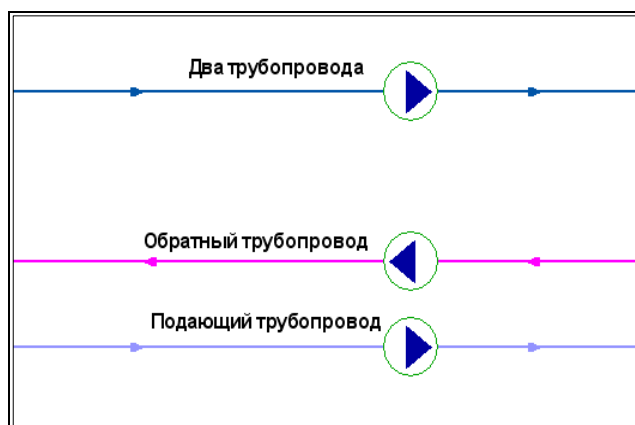 Два трубопровода
Обратный трубопровод
Подающий трубопровод